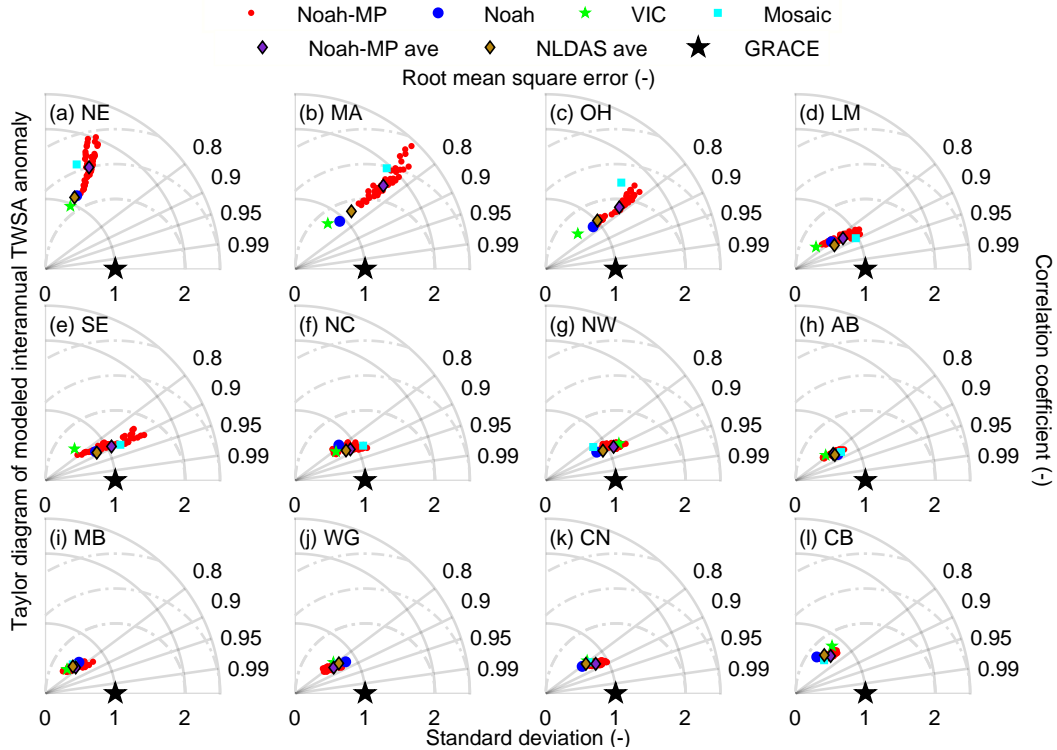 Noah-MP Noah VIC Mosaic
Noah-MP ave NLDAS ave GRACE
Root mean square error (-)
Taylor diagram of modeled interannual TWSA anomaly
(a) NE (b) MA (c) OH (d) LM
0.8 0.8 0.8 0.8
0.9 0.9 0.9 0.9
0.95 0.95 0.95 0.95
0.99 0.99 0.99 0.99
0 1 2 0 1 2 0 1 2 0 1 2
(e) SE (f) NC (g) NW (h) AB
0.8 0.8 0.8 0.8
0.9 0.9 0.9 0.9
0.95 0.95 0.95 0.95
0.99 0.99 0.99 0.99
0 1 2 0 1 2 0 1 2 0 1 2
(i) MB (j) WG (k) CN (l) CB
0.8 0.8 0.8 0.8
0.9 0.9 0.9 0.9
0.95 0.95 0.95 0.95
0.99 0.99 0.99 0.99
0 1 2 0 1 2 0 1 2 0 1 2
Standard deviation (-)
Correlation coefficient (-)